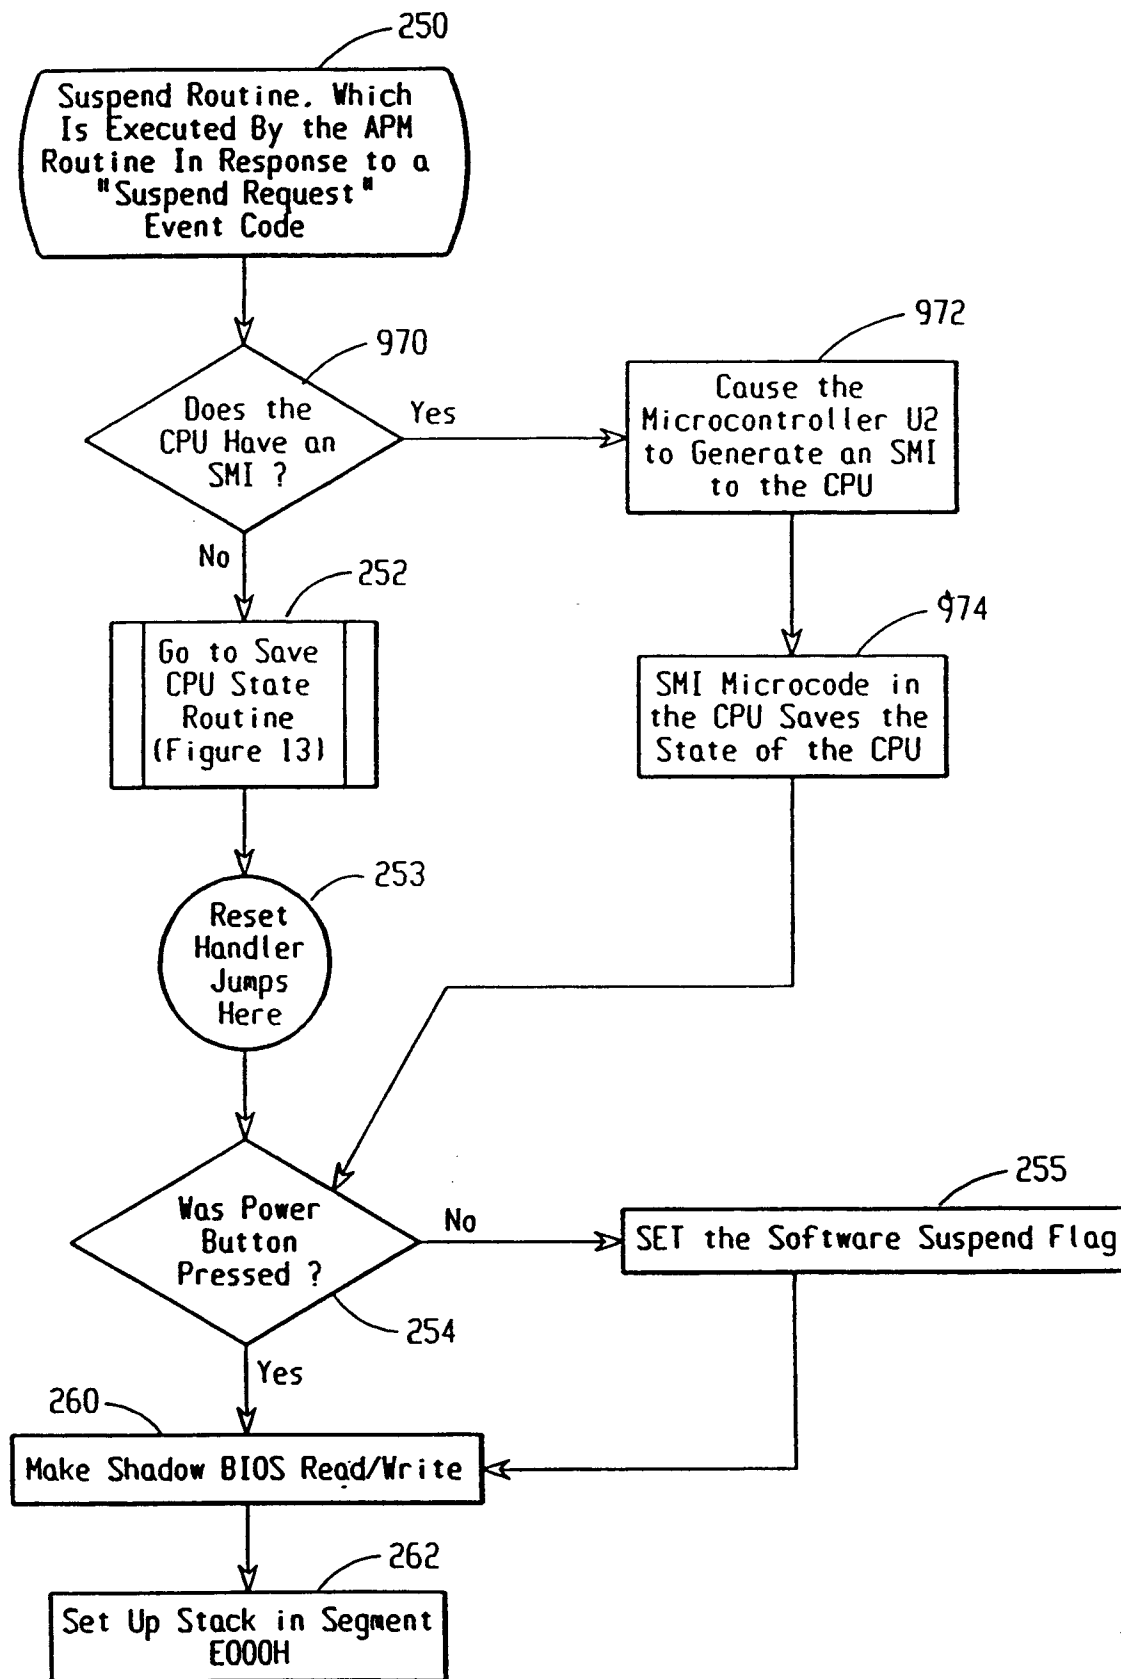 250
Suspend Routine, Which
Is Executed By the APM
Routine In Response to a
"Suspend Request"
Event Code
970
Does the
CPU Have an
SMI ?
Yes
No
972
Cause the
Microcontroller U2
to Generate an SMI
to the CPU
252
Go to Save
CPU State
Routine
(Figure 13)
974
SMI Microcode in
the CPU Saves the
State of the CPU
253
Reset
Handler
Jumps
Here
Was Power
Button
Pressed ?
254
No
Yes
255
SET the Software Suspend Flag
260
Make Shadow BIOS Read/Write
262
Set Up Stack in Segment
E000H